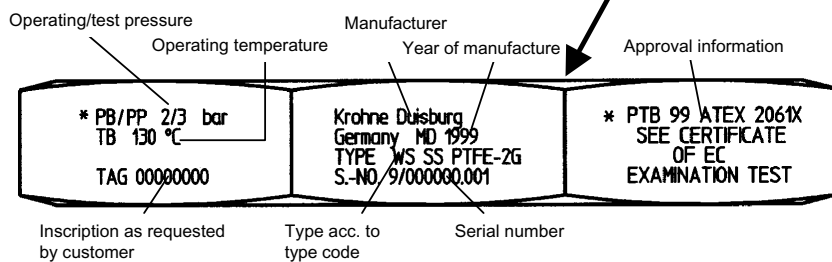 Operating/test pressure
Operating temperature
Manufacturer
Year of manufacture
Approval information
* PB/PP 2/3 bar
TB 130 °C
TAG 00000000
Krohne Duisburg
Germany MD 1999
TYPE WS SS PTFE-2G
S.-NO. 9/000000.001
* PTB 99 ATEX 2061X
SEE CERTIFICATE
OF EC
EXAMINATION TEST
Inscription as requested
by customer
Type acc. to
type code
Serial number